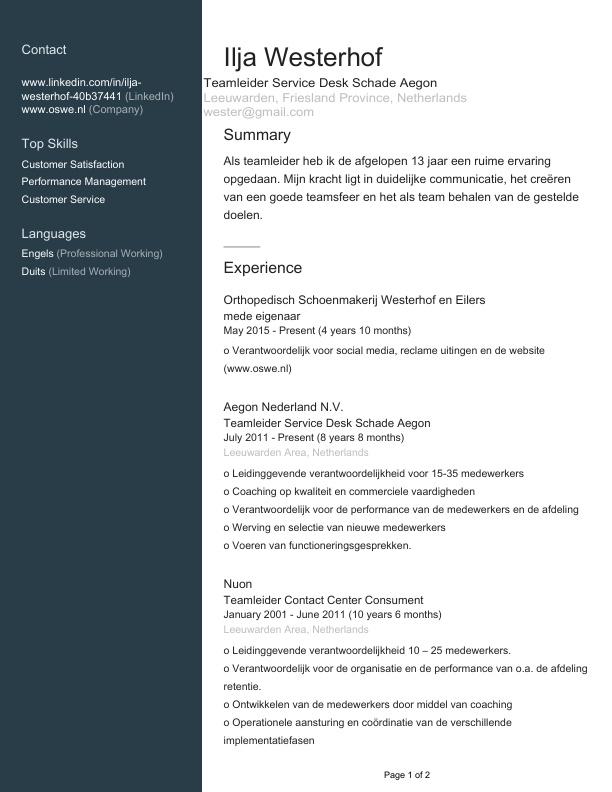 Contact
www.linkedin.com/in/ilja-
westerhof-40b37441 (LinkedIn)
www.oswe.nl (Company)
Top Skills
Customer Satisfaction
Performance Management
Customer Service
Languages
Engels (Professional Working)
Duits (Limited Working)
Ilja Westerhof
Teamleider Service Desk Schade Aegon
Leeuwarden, Friesland Province, Netherlands
wester@gmail.com
Summary
Als teamleider heb ik de afgelopen 13 jaar een ruime ervaring
opgedaan. Mijn kracht ligt in duidelijke communicatie, het creëren
van een goede teamsfeer en het als team behalen van de gestelde
doelen.
Experience
Orthopedisch Schoenmakerij Westerhof en Eilers
mede eigenaar
May 2015 - Present (4 years 10 months)
o Verantwoordelijk voor social media, reclame uitingen en de website
(www.oswe.nl)
Aegon Nederland N.V.
Teamleider Service Desk Schade Aegon
July 2011 - Present (8 years 8 months)
Leeuwarden Area, Netherlands
o Leidinggevende verantwoordelijkheid voor 15-35 medewerkers
o Coaching op kwaliteit en commerciele vaardigheden
o Verantwoordelijk voor de performance van de medewerkers en de afdeling
o Werving en selectie van nieuwe medewerkers
o Voeren van functioneringsgesprekken.
Nuon
Teamleider Contact Center Consument
January 2001 - June 2011 (10 years 6 months)
Leeuwarden Area, Netherlands
o Leidinggevende verantwoordelijkheid 10 – 25 medewerkers.
o Verantwoordelijk voor de organisatie en de performance van o.a. de afdeling
retentie.
o Ontwikkelen van de medewerkers door middel van coaching
o Operationele aansturing en coördinatie van de verschillende
implementatiefasen
Page 1 of 2